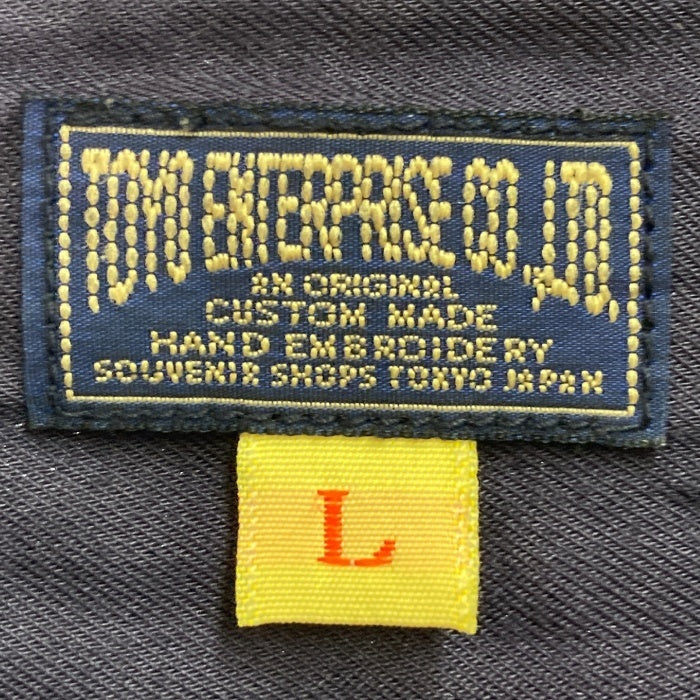 TOYO ENTERPRISE CO., LTD.
AN ORIGINAL
CUSTOM MADE
HAND EMBROIDERY
SOUVENIR SHOPS TOKYO JAPAN
L